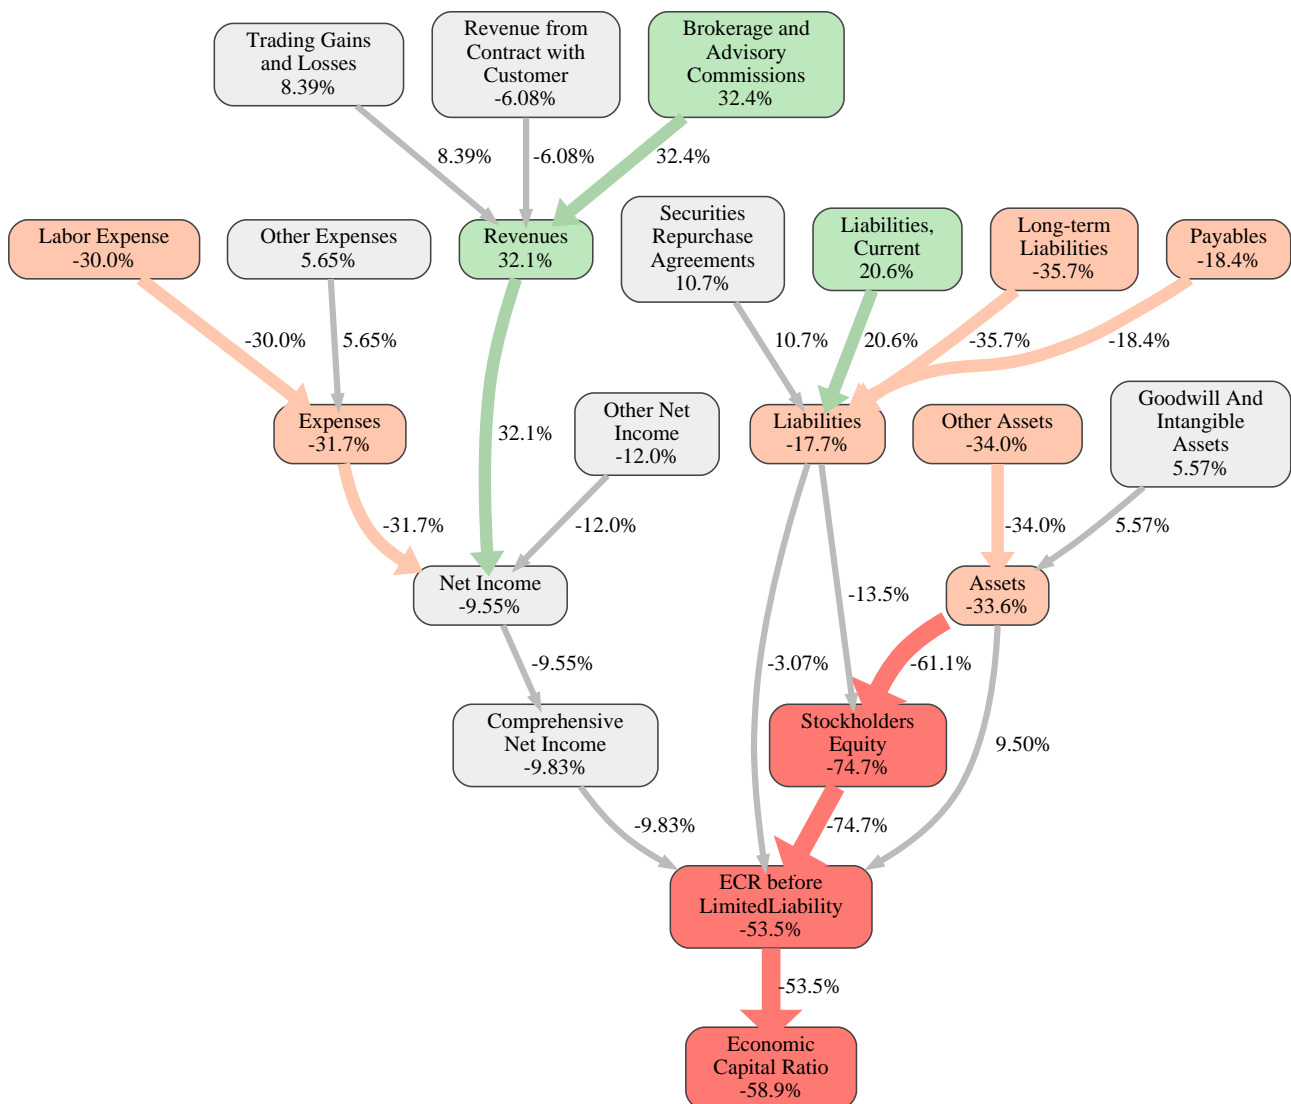 Trading Gains
and Losses
8.39%
Revenue from
Contract with
Customer
-6.08%
Brokerage and
Advisory
Commissions
32.4%
8.39%
-6.08%
32.4%
Labor Expense
-30.0%
Other Expenses
5.65%
Revenues
32.1%
Securities
Repurchase
Agreements
10.7%
Liabilities,
Current
20.6%
Long-term
Liabilities
-35.7%
Payables
-18.4%
-30.0%
5.65%
10.7%
20.6%
-35.7%
-18.4%
Expenses
-31.7%
32.1%
Other Net
Income
-12.0%
Liabilities
-17.7%
Other Assets
-34.0%
Goodwill And
Intangible
Assets
5.57%
-31.7%
-12.0%
-34.0%
5.57%
Net Income
-9.55%
-13.5%
Assets
-33.6%
-9.55%
-3.07%
-61.1%
Comprehensive
Net Income
-9.83%
Stockholders
Equity
-74.7%
9.50%
-9.83%
-74.7%
ECR before
LimitedLiability
-53.5%
-53.5%
Economic
Capital Ratio
-58.9%